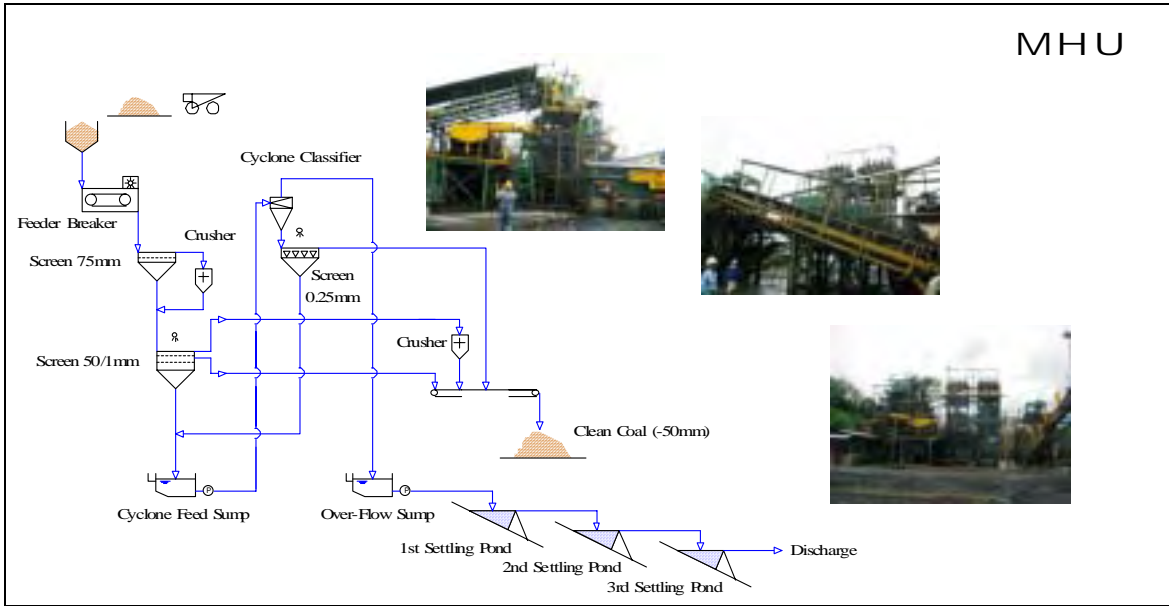 MHU
Cyclone Classifier
Feeder Breaker
Crusher
Screen 75mm
Screen
0.25mm
Screen 50/1mm
Crusher
Clean Coal (-50mm)
P
P
Cyclone Feed Sump
Over-Flow Sump
1st Settling Pond
2nd Settling Pond
3rd Settling Pond
Discharge